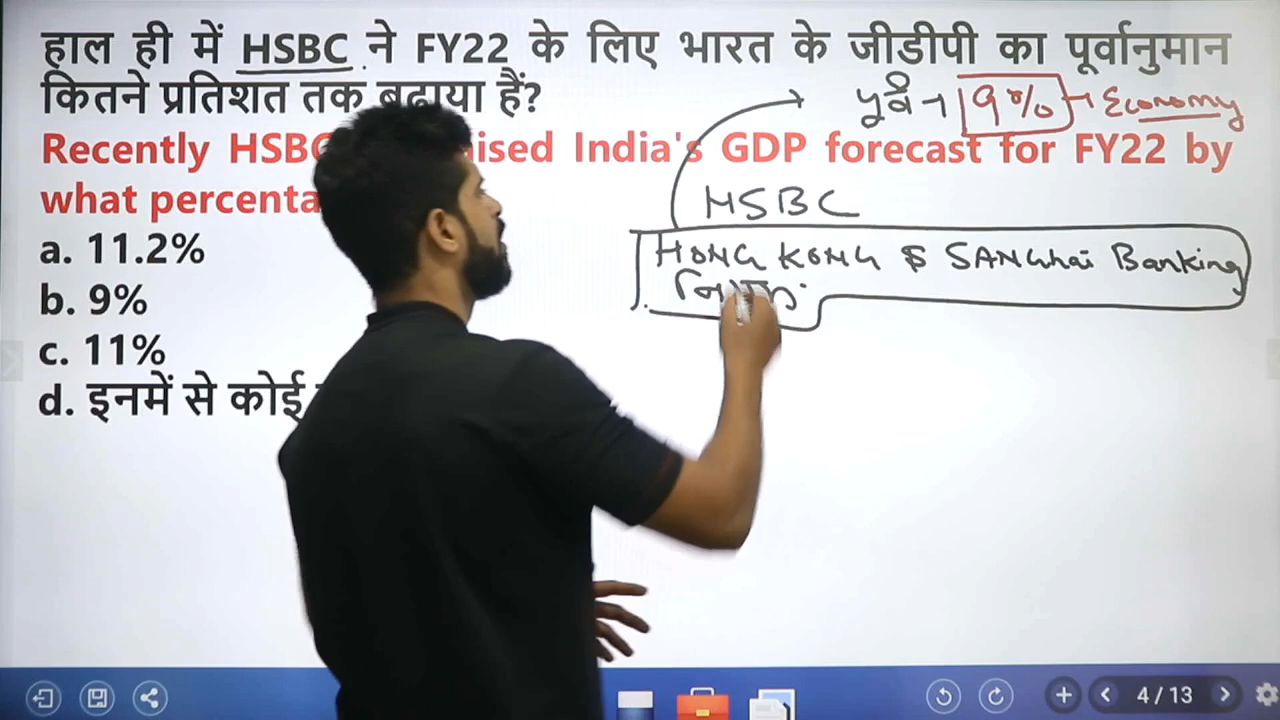 हाल ही में HSBC ने FY22 के लिए भारत के जीडीपी का पूर्वानुमान
कितने प्रतिशत तक बढ़ाया हैं?
पूर्व → 9% → Economy
Recently HSBC ised India's GDP forecast for FY22 by
what percenta
HSBC
a. 11.2%
HONG KONG & SANGhai Banking
b. 9%
c. 11%
d. इनमें से कोई
4 / 13